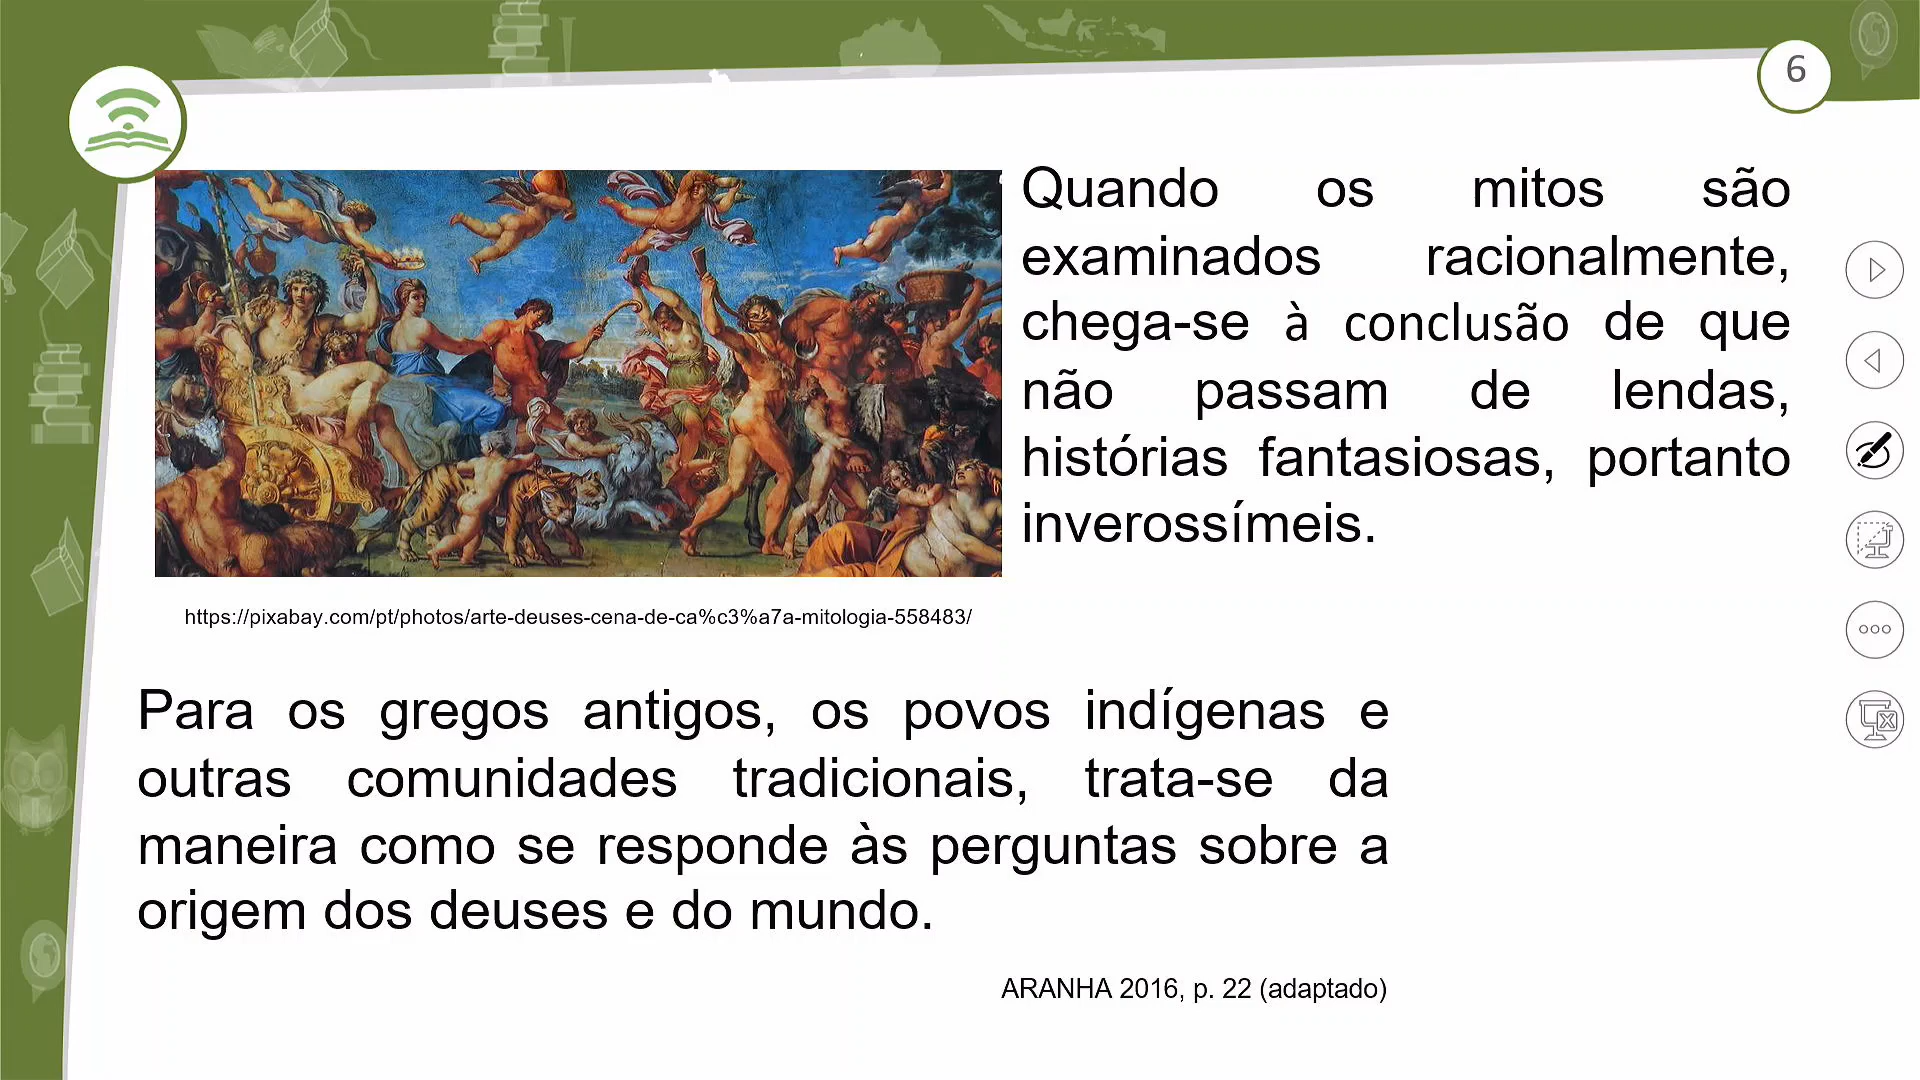 6
Quando os mitos são
examinados racionalmente,
chega-se à conclusão de que
não passam de lendas,
histórias fantasiosas, portanto
inverossímeis.
https://pixabay.com/pt/photos/arte-deuses-cena-de-ca%c3%a7a-mitologia-558483/
Para os gregos antigos, os povos indígenas e
outras comunidades tradicionais, trata-se da
maneira como se responde às perguntas sobre a
origem dos deuses e do mundo.
ARANHA 2016, p. 22 (adaptado)